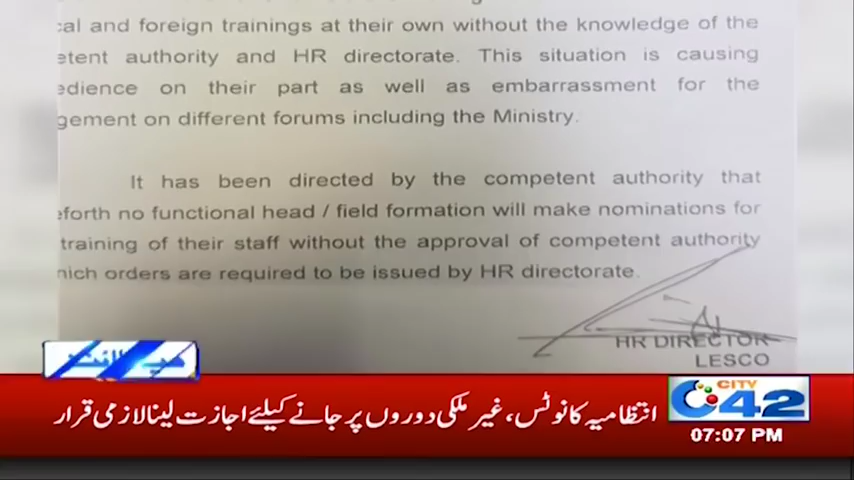 cal and foreign trainings at their own without the knowledge of the
etent authority and HR directorate. This situation is causing
edience on their part as well as embarrassment for the
gement on different forums including the Ministry.
It has been directed by the competent authority that
eforth no functional head / field formation will make nominations for
training of their staff without the approval of competent authority
hich orders are required to be issued by HR directorate.
HR DIRECTOR
LESCO
انتظامیہ کا نوٹس، غیر ملکی دوروں پر جانے کیلئے اجازت لینا لازمی قرار
CITY
42
07:07 PM